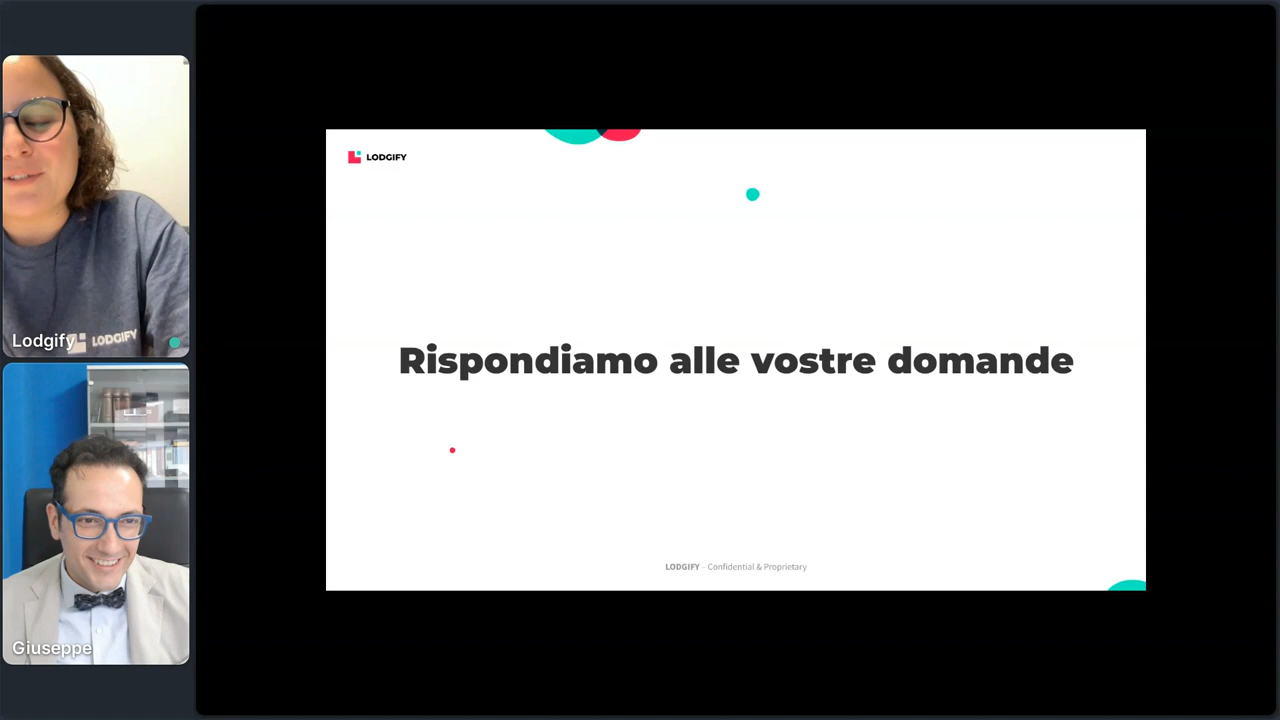 LODGIFY
Rispondiamo alle vostre domande
LODGIFY – Confidential & Proprietary
Lodgify
LODGIFY
Giuseppe